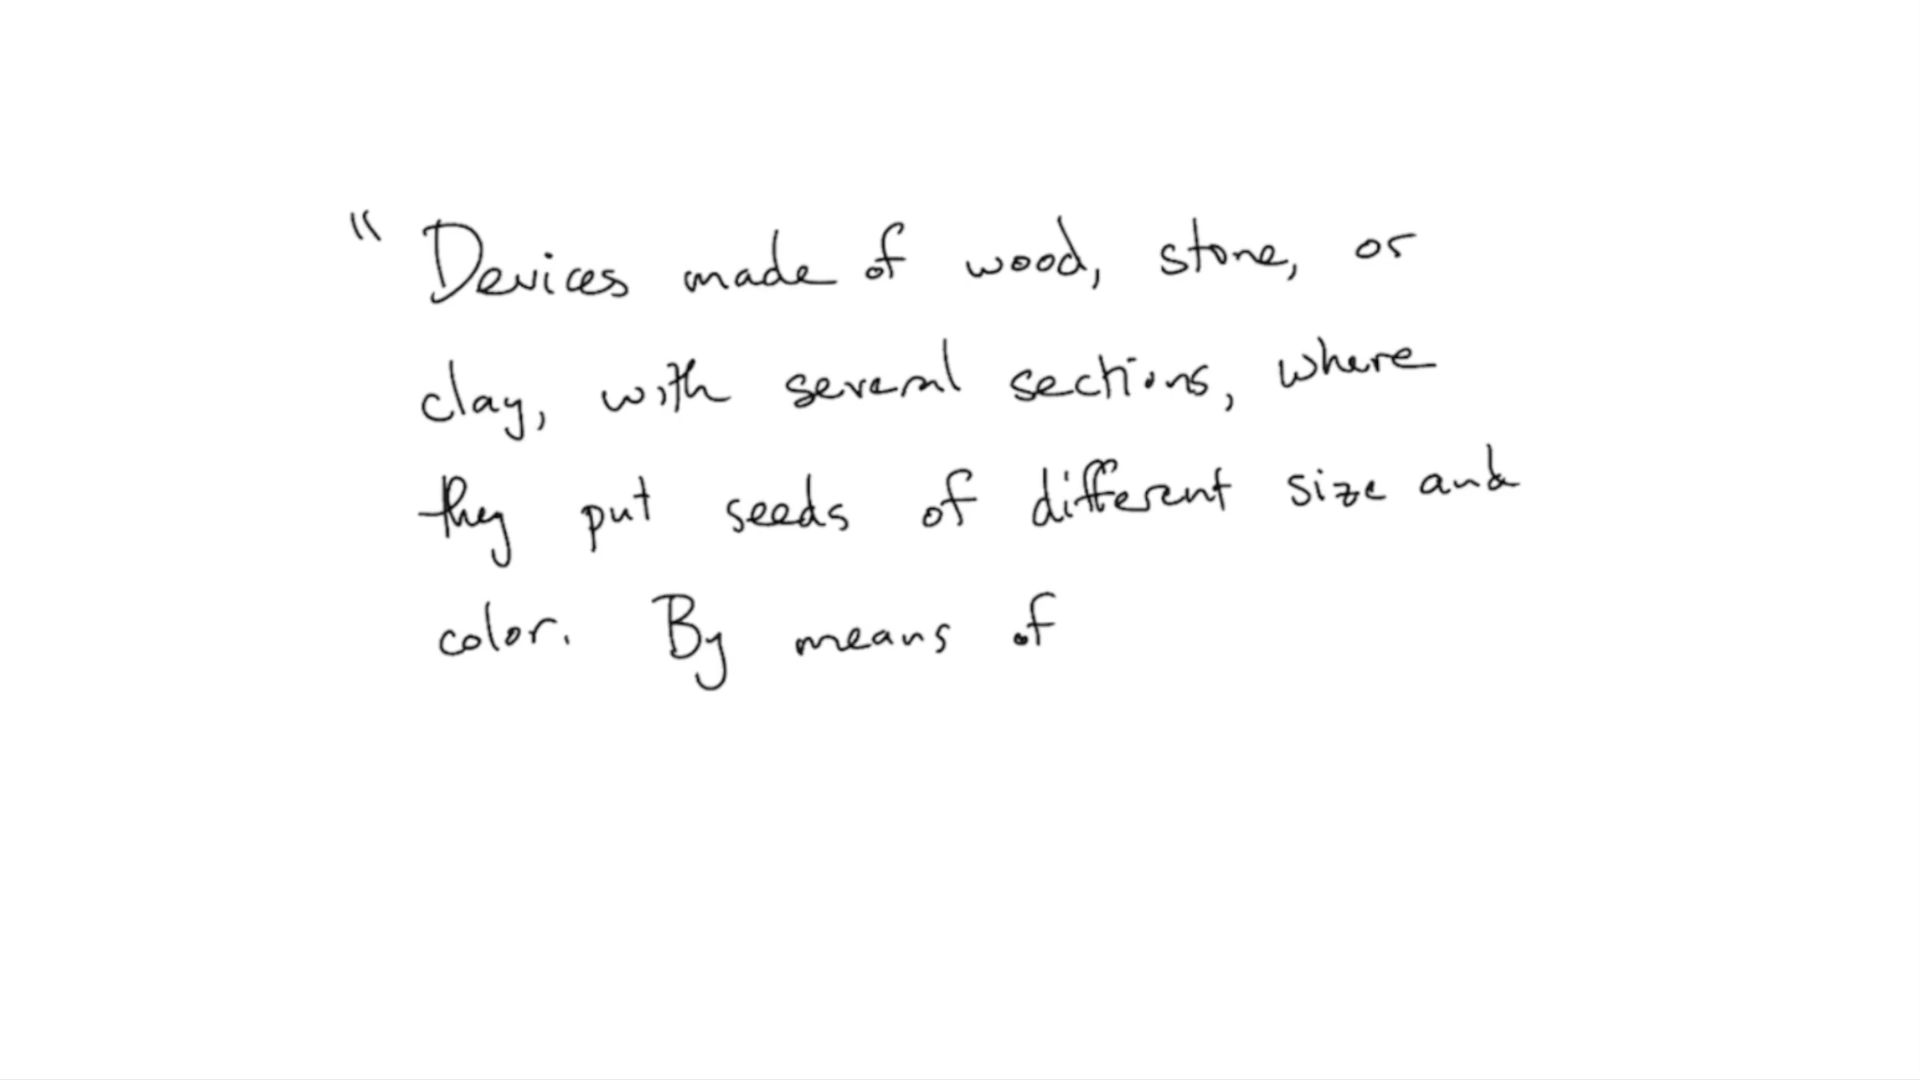 "Devices made of wood, stone, or
clay, with several sections, where
they put seeds of different size and
color. By means of